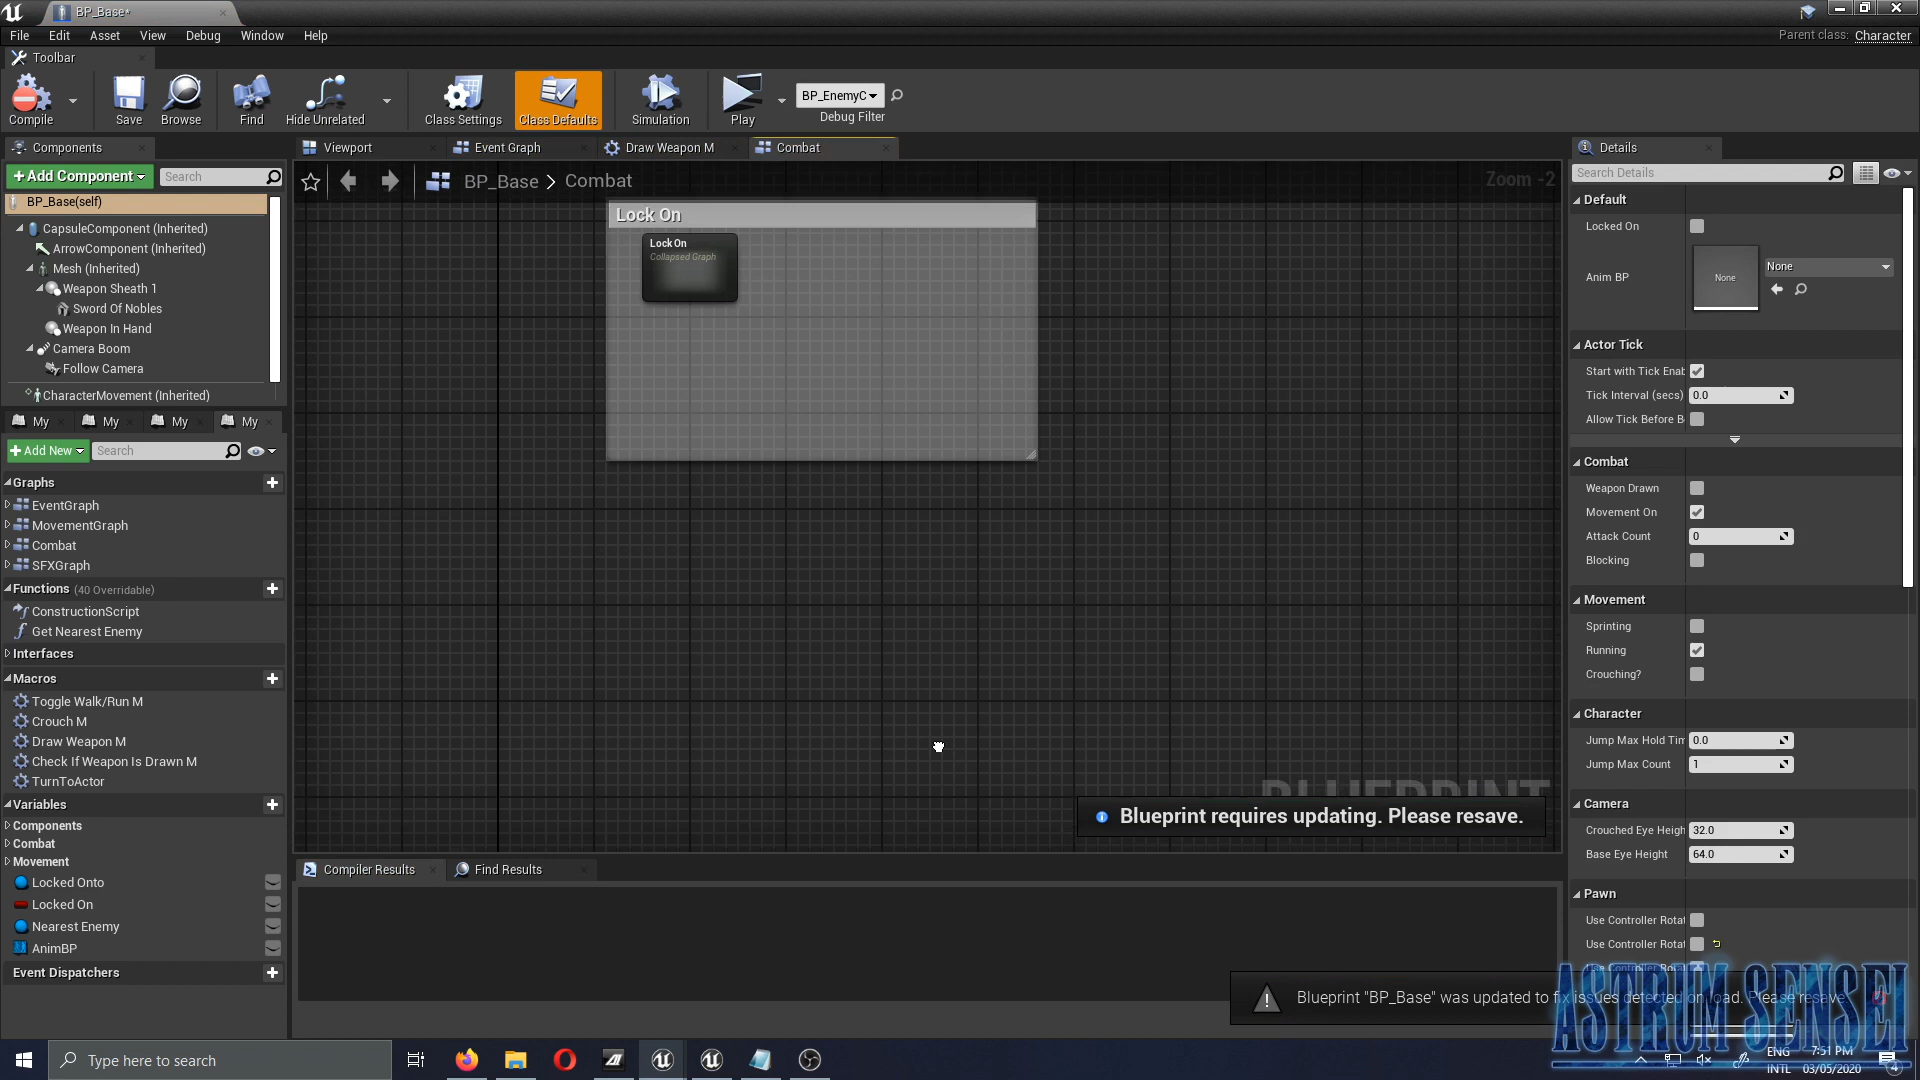 BP_Base*
File Edit Asset View Debug Window Help
Parent class: Character
Toolbar
Compile Save Browse Find Hide Unrelated Class Settings Class Defaults Simulation Play BP_EnemyC Debug Filter
Components
+Add Component Search
BP_Base(self)
CapsuleComponent (Inherited)
ArrowComponent (Inherited)
Mesh (Inherited)
Weapon Sheath 1
Sword Of Nobles
Weapon In Hand
Camera Boom
Follow Camera
CharacterMovement (Inherited)
My My My My
+Add New Search
Graphs
EventGraph
MovementGraph
Combat
SFXGraph
Functions (40 Overridable)
ConstructionScript
Get Nearest Enemy
Interfaces
Macros
Toggle Walk/Run M
Crouch M
Draw Weapon M
Check If Weapon Is Drawn M
TurnToActor
Variables
Components
Combat
Movement
Locked Onto
Locked On
Nearest Enemy
AnimBP
Event Dispatchers
Viewport Event Graph Draw Weapon M Combat
BP_Base > Combat
Zoom -2
Lock On
Lock On
Collapsed Graph
BLUEPRINT
Blueprint requires updating. Please resave.
Compiler Results Find Results
Details
Search Details
Default
Locked On
Anim BP None None
Actor Tick
Start with Tick Enab
Tick Interval (secs) 0.0
Allow Tick Before B
Combat
Weapon Drawn
Movement On
Attack Count 0
Blocking
Movement
Sprinting
Running
Crouching?
Character
Jump Max Hold Tim 0.0
Jump Max Count 1
Camera
Crouched Eye Heigh 32.0
Base Eye Height 64.0
Pawn
Use Controller Rotat
Use Controller Rotat
Use Controller Rotat
Blueprint "BP_Base" was updated to fix issues detected on load. Please resave.
ASTRUM SENSEI
Type here to search
ENG
INTL
7:51 PM
03/05/2020
4